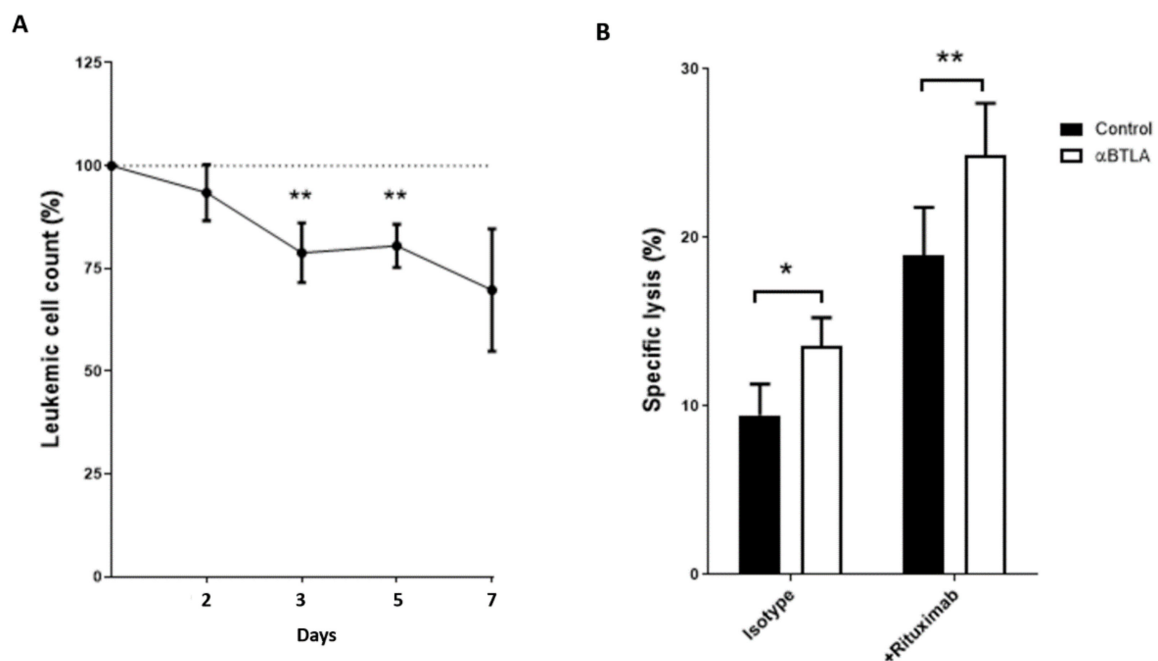 A
125
100
75
50
25
0
Leukemic cell count (%)
** **
2 3 5 7
Days
B
30
20
10
0
Specific lysis (%)
*
**
Isotype
+Rituximab
Control
αBTLA